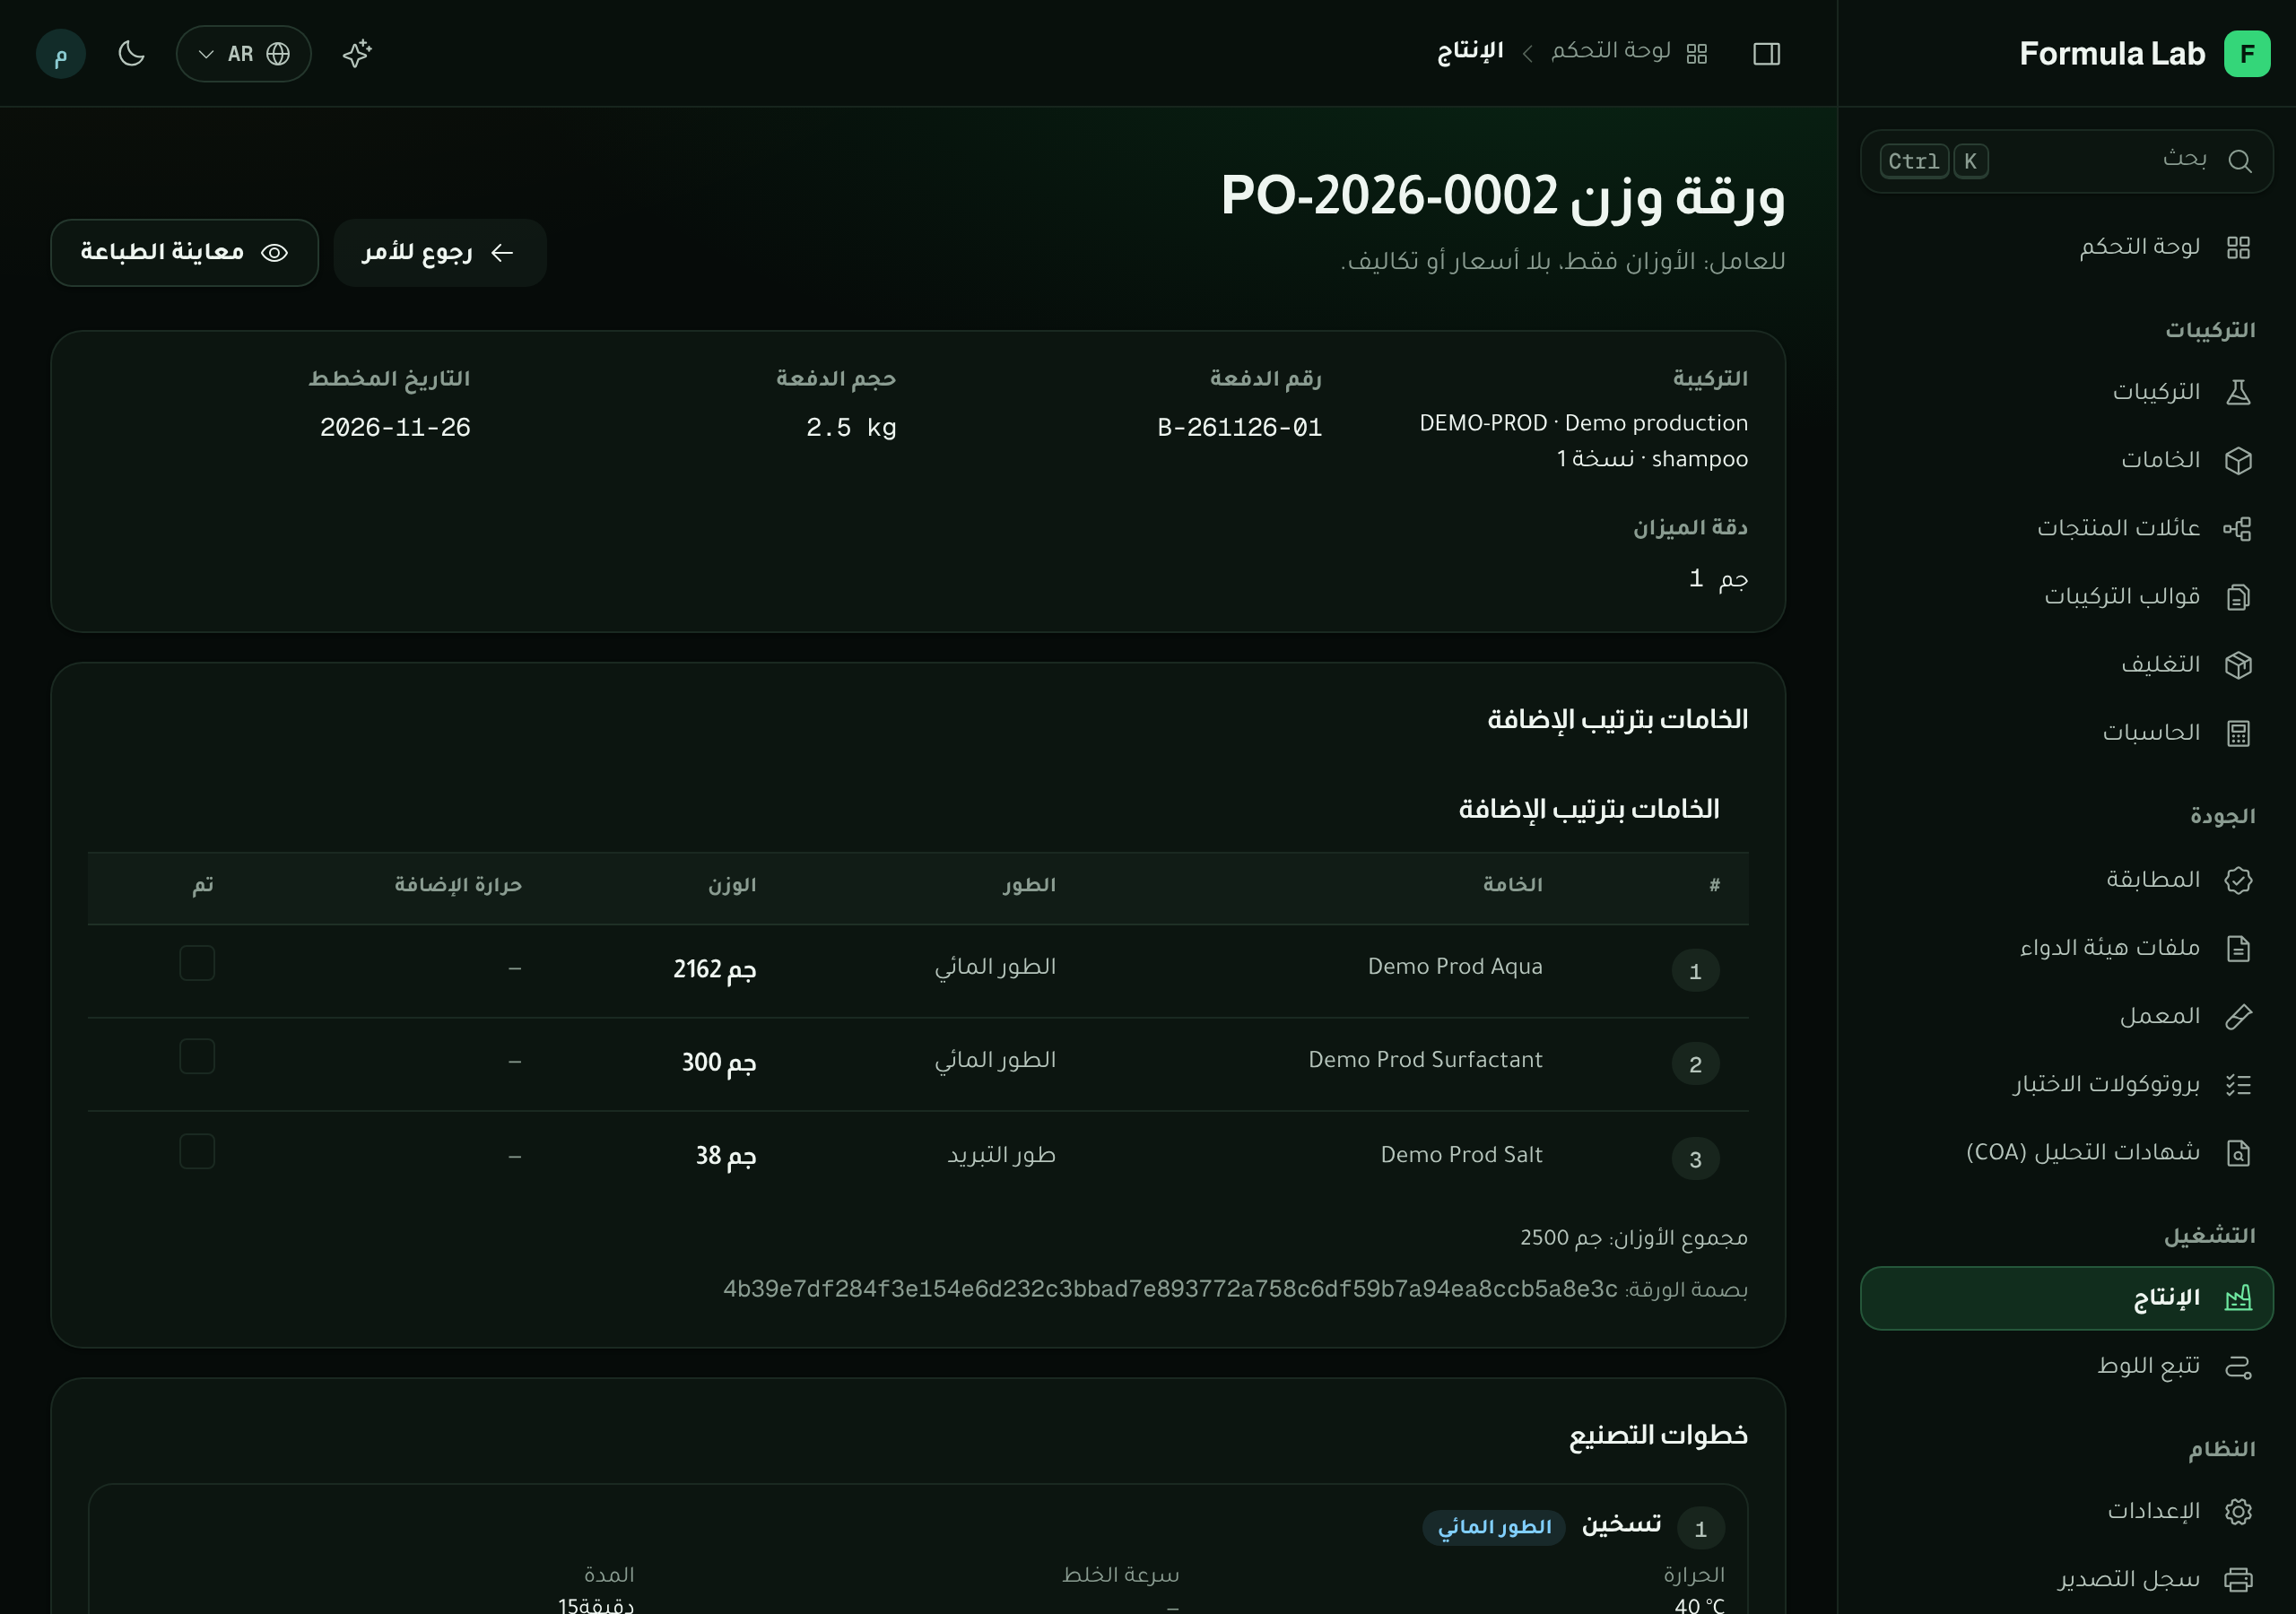 F Formula Lab
بحث Ctrl K
لوحة التحكم
التركيبات
التركيبات
الخامات
عائلات المنتجات
قوالب التركيبات
التغليف
الحاسبات
الجودة
المطابقة
ملفات هيئة الدواء
المعمل
بروتوكولات الاختبار
شهادات التحليل (COA)
التشغيل
الإنتاج
تتبع اللوط
النظام
الإعدادات
سجل التصدير
لوحة التحكم الإنتاج
AR
م
ورقة وزن PO-2026-0002
للعامل: الأوزان فقط، بلا أسعار أو تكاليف.
رجوع للأمر
معاينة الطباعة
التركيبة
DEMO-PROD · Demo production
shampoo · نسخة 1
رقم الدفعة
B-261126-01
حجم الدفعة
2.5 kg
التاريخ المخطط
2026-11-26
دقة الميزان
جم 1
الخامات بترتيب الإضافة
الخامات بترتيب الإضافة
# الخامة الطور الوزن حرارة الإضافة تم
1 Demo Prod Aqua الطور المائي جم 2162 –
2 Demo Prod Surfactant الطور المائي جم 300 –
3 Demo Prod Salt طور التبريد جم 38 –
مجموع الأوزان: جم 2500
بصمة الورقة: 4b39e7df284f3e154e6d232c3bbad7e893772a758c6df59b7a94ea8ccb5a8e3c
خطوات التصنيع
1 تسخين الطور المائي
الحرارة سرعة الخلط المدة
40 °C – دقيقة15